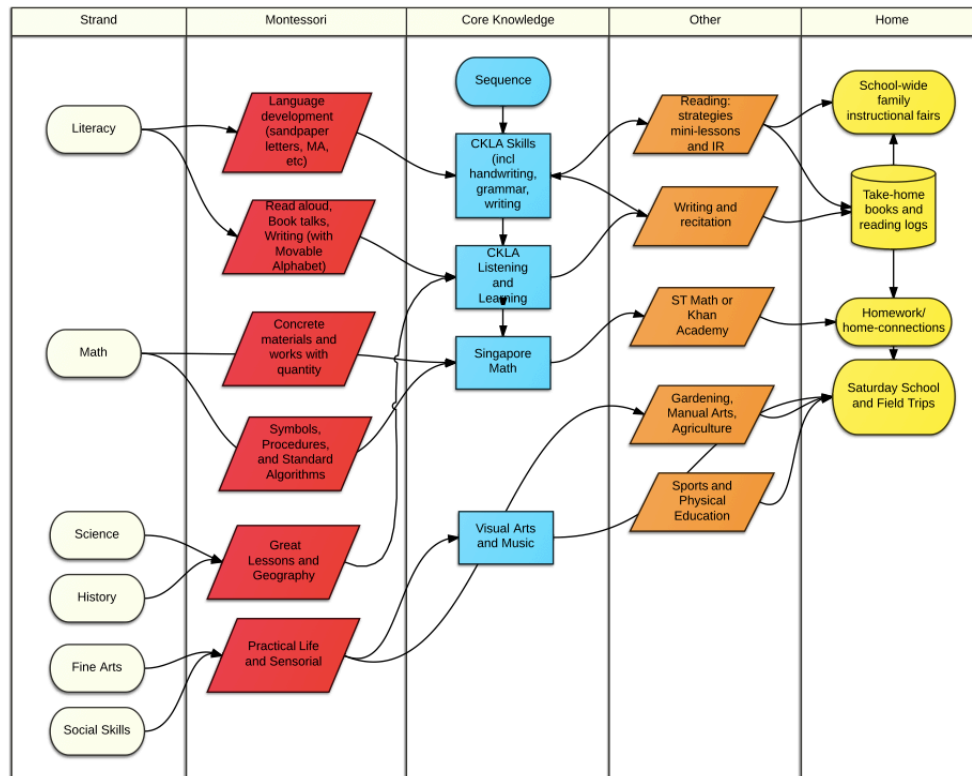 Strand
Montessori
Core Knowledge
Other
Home
Literacy
Math
Science
History
Fine Arts
Social Skills
Language
development
(sandpaper
letters, MA,
etc)
Read aloud,
Book talks,
Writing (with
Movable
Alphabet)
Concrete
materials and
works with
quantity
Symbols,
Procedures,
and Standard
Algorithms
Great
Lessons and
Geography
Practical Life
and Sensorial
Sequence
CKLA Skills
(incl
handwriting,
grammar,
writing
CKLA
Listening
and
Learning
Singapore
Math
Visual Arts
and Music
Reading:
strategies
mini-lessons
and IR
Writing and
recitation
ST Math or
Khan
Academy
Gardening,
Manual Arts,
Agriculture
Sports and
Physical
Education
School-wide
family
instructional fairs
Take-home
books and
reading logs
Homework/
home-connections
Saturday School
and Field Trips